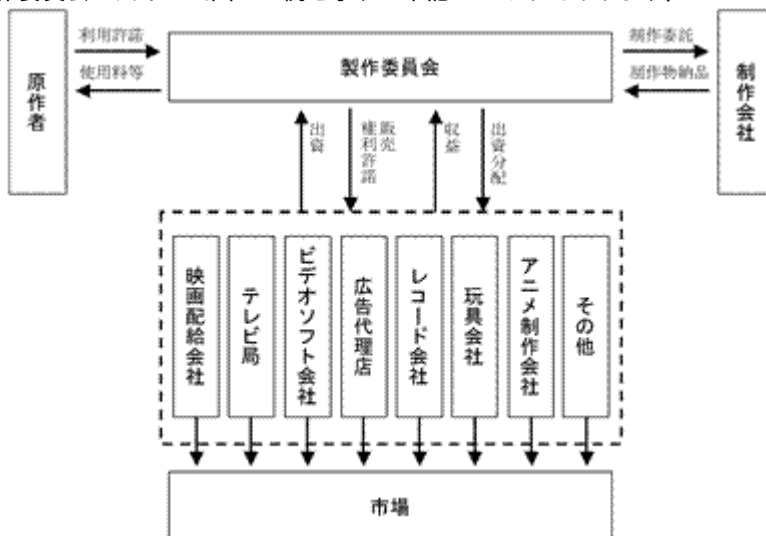 利用許諾
使用料等
原作者
製作委員会
制作委託
制作物納品
制作会社
出資
販売
権利許諾
収益
出資分配
映画配給会社
テレビ局
ビデオソフト会社
広告代理店
レコード会社
玩具会社
アニメ制作会社
その他
市場